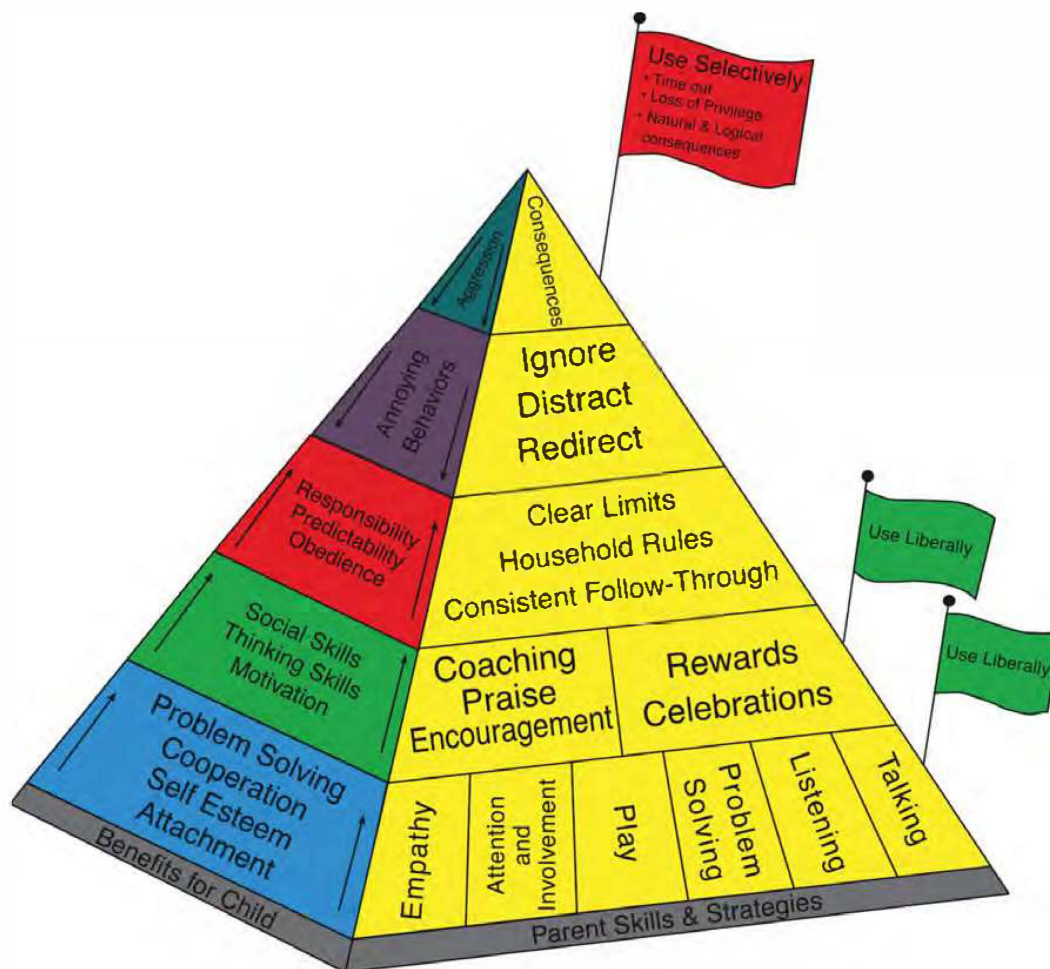 Use Selectively
• Time out
• Loss of Privilege
• Natural & Logical
consequences
Aggression
Consequences
Annoying
Behaviors
Ignore
Distract
Redirect
Responsibility
Predictability
Obedience
Clear Limits
Household Rules
Consistent Follow-Through
Use Liberally
Social Skills
Thinking Skills
Motivation
Coaching
Praise
Encouragement
Rewards
Celebrations
Use Liberally
Problem Solving
Cooperation
Self Esteem
Attachment
Empathy
Attention
and
Involvement
Play
Problem
Solving
Listening
Talking
Benefits for Child
Parent Skills & Strategies